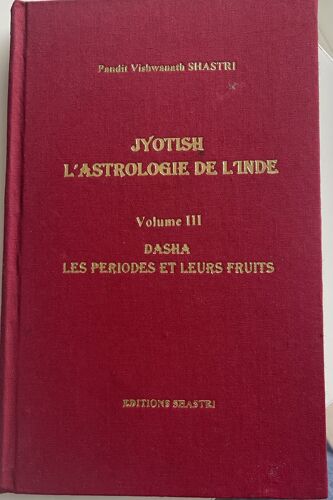 Pandit Vishwanath SHASTRI
JYOTISH
L'ASTROLOGIE DE L'INDE
Volume III
DASHA
LES PERIODES ET LEURS FRUITS
EDITIONS SHASTRI